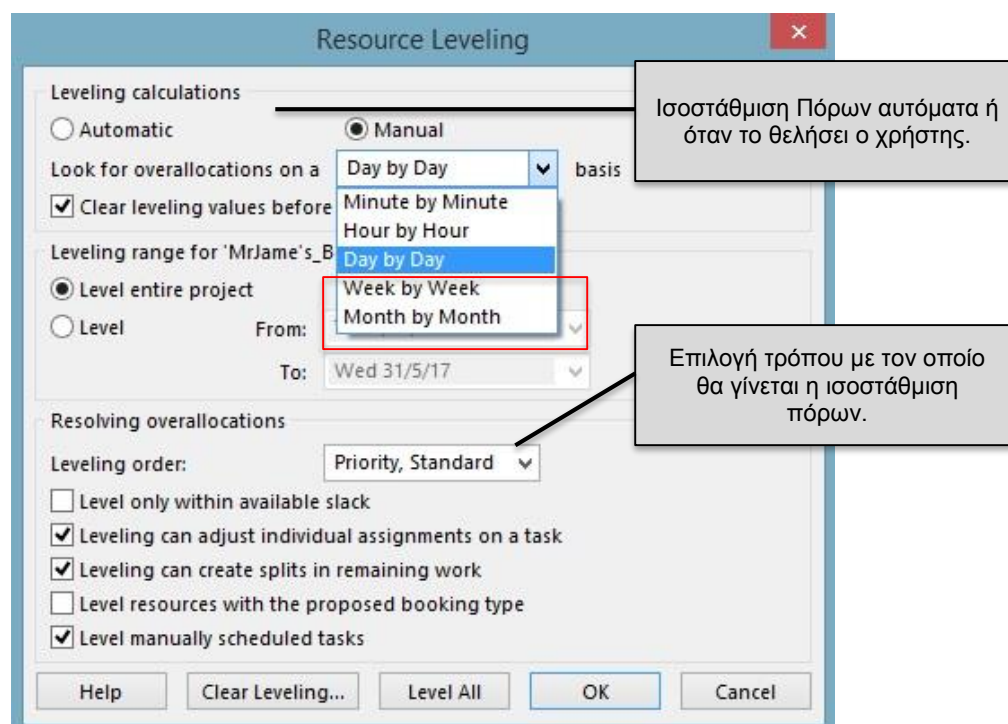 Resource Leveling
Leveling calculations
Automatic
Manual
Look for overallocations on a
Day by Day
basis
Clear leveling values before
Minute by Minute
Hour by Hour
Day by Day
Week by Week
Month by Month
Leveling range for 'MrJame's_B
Level entire project
Level
From:
To:
Wed 31/5/17
Resolving overallocations
Leveling order:
Priority, Standard
Level only within available slack
Leveling can adjust individual assignments on a task
Leveling can create splits in remaining work
Level resources with the proposed booking type
Level manually scheduled tasks
Help
Clear Leveling...
Level All
OK
Cancel
Ισοστάθμιση Πόρων αυτόματα ή
όταν το θελήσει ο χρήστης.
Επιλογή τρόπου με τον οποίο
θα γίνεται η ισοστάθμιση
πόρων.